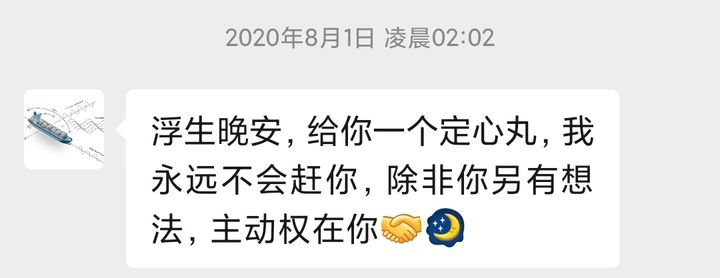 2020年8月1日 凌晨02:02
浮生晚安，给你一个定心丸，我
永远不会赶你，除非你另有想
法，主动权在你🤝🌙